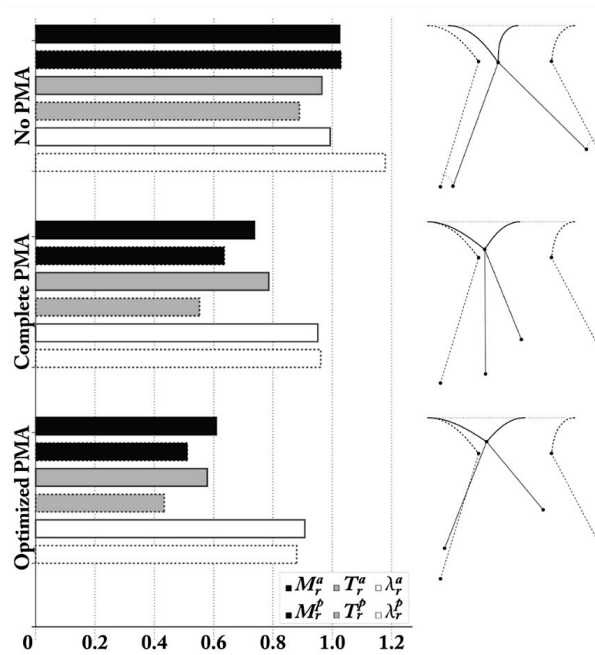 No PMA
Complete PMA
Optimized PMA
M_r^a T_r^a λ_r^a
M_r^p T_r^p λ_r^p
0 0.2 0.4 0.6 0.8 1.0 1.2